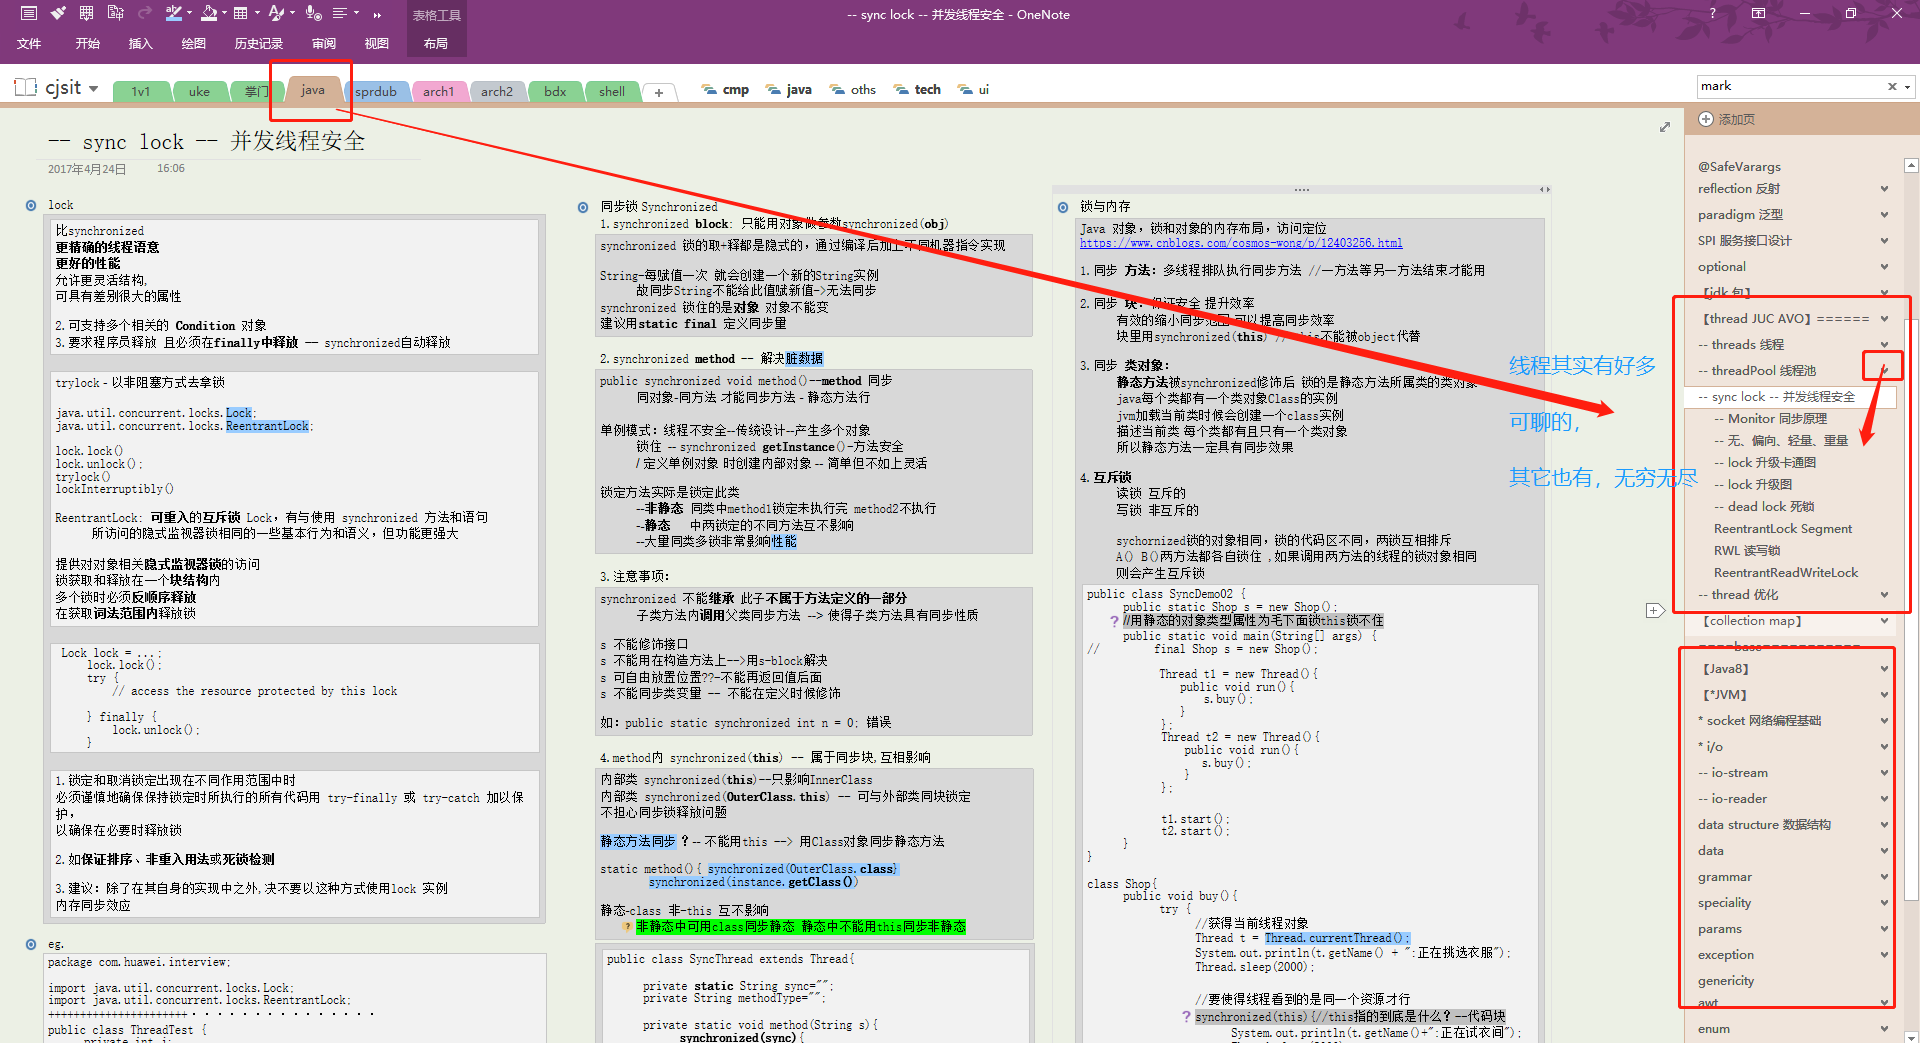 -- sync lock -- 并发线程安全 - OneNote
表格工具
文件 开始 插入 绘图 历史记录 审阅 视图 布局
cjsit
1v1 uke 掌门 java sprdub arch1 arch2 bdx shell +
cmp java oths tech ui
mark
-- sync lock -- 并发线程安全
2017年4月24日 16:06
lock
比synchronized
更精确的线程语意
更好的性能
允许更灵活结构,
可具有差别很大的属性
2.可支持多个相关的 Condition 对象
3.要求程序员释放 且必须在finally中释放 -- synchronized自动释放
trylock - 以非阻塞方式去拿锁
java.util.concurrent.locks.Lock;
java.util.concurrent.locks.ReentrantLock;
lock.lock()
lock.unlock();
trylock()
lockInterruptibly()
ReentrantLock: 可重入的互斥锁 Lock, 有与使用 synchronized 方法和语句
所访问的隐式监视器锁相同的一些基本行为和语义, 但功能更强大
提供对对象相关隐式监视器锁的访问
锁获取和释放在一个块结构内
多个锁时必须反顺序释放
在获取词法范围内释放锁
Lock lock = ...;
lock.lock();
try {
// access the resource protected by this lock
} finally {
lock.unlock();
}
1.锁定和取消锁定出现在不同作用范围中时
必须谨慎地确保保持锁定时所执行的所有代码用 try-finally 或 try-catch 加以保
护，
以确保在必要时释放锁
2.如保证排序、非重入用法或死锁检测
3.建议: 除了在其自身的实现中之外,决不要以这种方式使用lock 实例
内存同步效应
eg.
package com.huawei.interview;
import java.util.concurrent.locks.Lock;
import java.util.concurrent.locks.ReentrantLock;
public class ThreadTest {
private int i;
同步锁 Synchronized
1.synchronized block: 只能用对象做参数synchronized(obj)
synchronized 锁的取+释都是隐式的, 通过编译后加上不同机器指令实现
String-每赋值一次 就会创建一个新的String实例
故同步String不能给此值赋新值->无法同步
synchronized 锁住的是对象 对象不能变
建议用static final 定义同步量
2.synchronized method -- 解决脏数据
public synchronized void method()--method 同步
同对象-同方法 才能同步方法 - 静态方法行
单例模式: 线程不安全--传统设计--产生多个对象
锁住 -- synchronized getInstance()-方法安全
/ 定义单例对象 时创建内部对象 -- 简单但不如上灵活
锁定方法实际是锁定此类
--非静态 同类中method1锁定未执行完 method2不执行
--静态 中两锁定的不同方法互不影响
--大量同类多锁非常影响性能
3.注意事项:
synchronized 不能继承 此子不属于方法定义的一部分
子类方法内调用父类同步方法 --> 使得子类方法具有同步性质
s 不能修饰接口
s 不能用在构造方法上-->用s-block解决
s 可自由放置位置??-不能再返回值后面
s 不能同步类变量 -- 不能在定义时候修饰
如: public static synchronized int n = 0; 错误
4.method内 synchronized(this) -- 属于同步块,互相影响
内部类 synchronized(this)--只影响InnerClass
内部类 synchronized(OuterClass.this) -- 可与外部类同块锁定
不担心同步锁释放问题
静态方法同步 ? -- 不能用this --> 用Class对象同步静态方法
static method(){ synchronized(OuterClass.class)
synchronized(instance.getClass())
静态-class 非-this 互不影响
? 非静态中可用class同步静态 静态中不能用this同步非静态
public class SyncThread extends Thread{
private static String sync="";
private String methodType="";
private static void method(String s){
synchronized(sync){
锁与内存
Java 对象, 锁和对象的内存布局, 访问定位
https://www.cnblogs.com/cosmos-wong/p/12403256.html
1.同步 方法: 多线程排队执行同步方法 //一方法等另一方法结束才能用
2.同步 块: 保证安全 提升效率
有效的缩小同步范围 可以提高同步效率
块里用synchronized(this) // this不能被object代替
3.同步 类对象:
静态方法被synchronized修饰后 锁的是静态方法所属类的类对象
java每个类都有一个类对象Class的实例
jvm加载当前类时候会创建一个class实例
描述当前类 每个类都有且只有一个类对象
所以静态方法一定具有同步效果
4.互斥锁
读锁 互斥的
写锁 非互斥的
sychornized锁的对象相同, 锁的代码区不同, 两锁互相排斥
A() B()两方法都各自锁住 ,如果调用两方法的线程的锁对象相同
则会产生互斥锁
public class SyncDemo02 {
public static Shop s = new Shop();
? //用静态的对象类型属性为毛下面锁this锁不住
public static void main(String[] args) {
// final Shop s = new Shop();
Thread t1 = new Thread(){
public void run(){
s.buy();
}
};
Thread t2 = new Thread(){
public void run(){
s.buy();
}
};
t1.start();
t2.start();
}
}
class Shop{
public void buy(){
try {
//获得当前线程对象
Thread t = Thread.currentThread();
System.out.println(t.getName() + ":正在挑选衣服");
Thread.sleep(2000);
//要使得线程看到的是同一个资源才行
? synchronized(this){//this指的到底是什么? --代码块
System.out.println(t.getName()+":正在试衣间");
线程其实有好多
可聊的，
其它也有，无穷无尽
添加页
@SafeVarargs
reflection 反射
paradigm 泛型
SPI 服务接口设计
optional
【jdk 包】
【thread JUC AVO】======
-- threads 线程
-- threadPool 线程池
-- sync lock -- 并发线程安全
-- Monitor 同步原理
-- 无、偏向、轻量、重量
-- lock 升级卡通图
-- lock 升级图
-- dead lock 死锁
ReentrantLock Segment
RWL 读写锁
ReentrantReadWriteLock
-- thread 优化
【collection map】
【Java8】
【*JVM】
* socket 网络编程基础
* i/o
-- io-stream
-- io-reader
data structure 数据结构
data
grammar
speciality
params
exception
genericity
awt
enum